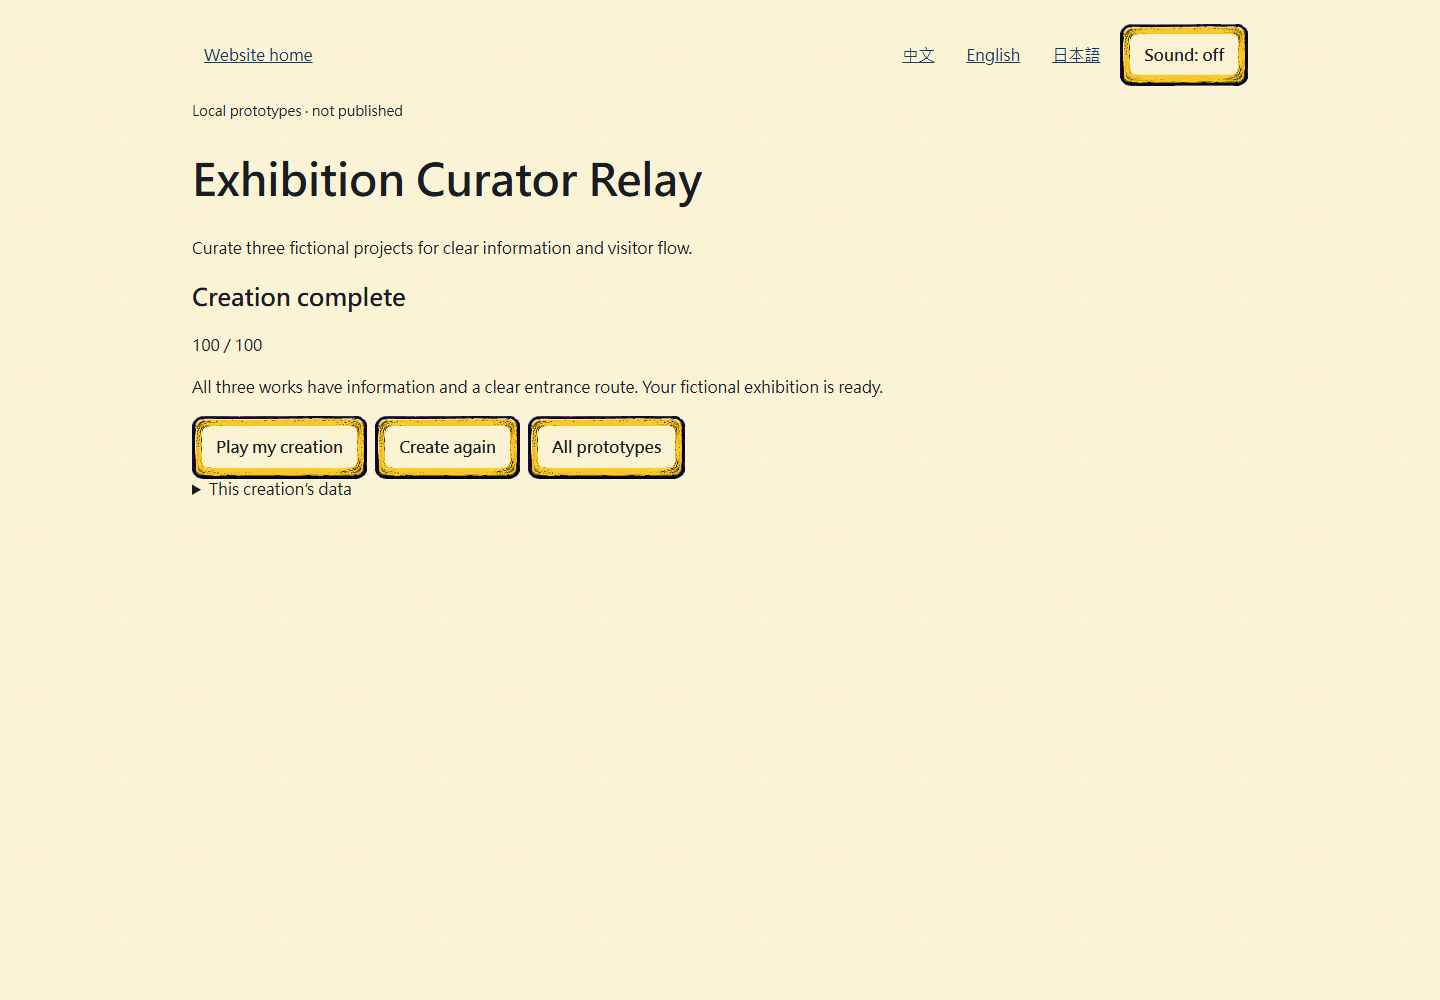 Website home
中文 English 日本語 Sound: off
Local prototypes · not published
Exhibition Curator Relay
Curate three fictional projects for clear information and visitor flow.
Creation complete
100 / 100
All three works have information and a clear entrance route. Your fictional exhibition is ready.
Play my creation Create again All prototypes
This creation’s data